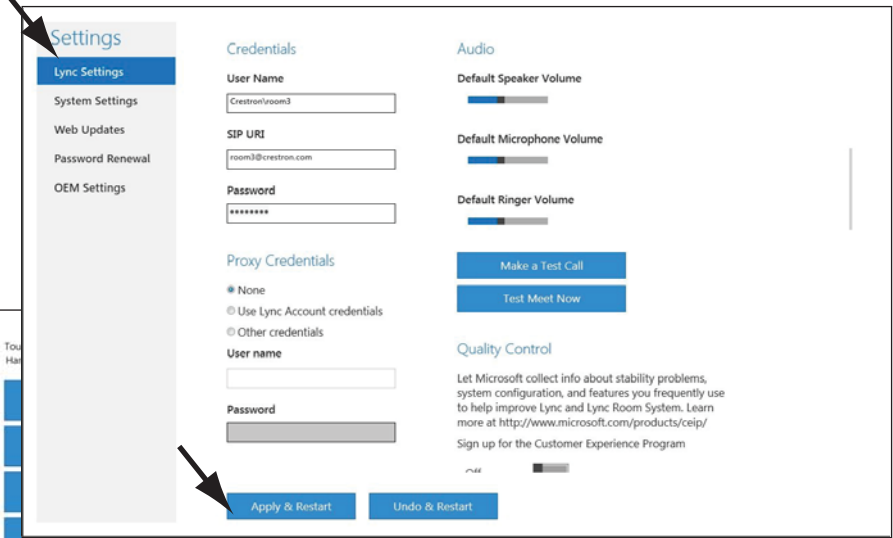 Settings
Lync Settings
System Settings
Web Updates
Password Renewal
OEM Settings
Credentials
User Name
Crestron\room3
SIP URI
room3@crestron.com
Password
********
Proxy Credentials
None
Use Lync Account credentials
Other credentials
User name
Password
Apply & Restart
Undo & Restart
Audio
Default Speaker Volume
Default Microphone Volume
Default Ringer Volume
Make a Test Call
Test Meet Now
Quality Control
Let Microsoft collect info about stability problems,
system configuration, and features you frequently use
to help improve Lync and Lync Room System. Learn
more at http://www.microsoft.com/products/ceip/
Sign up for the Customer Experience Program